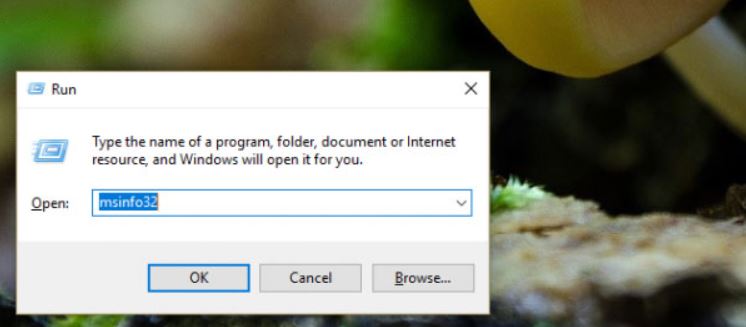 Run
Type the name of a program, folder, document or Internet
resource, and Windows will open it for you.
Open: msinfo32
OK Cancel Browse...